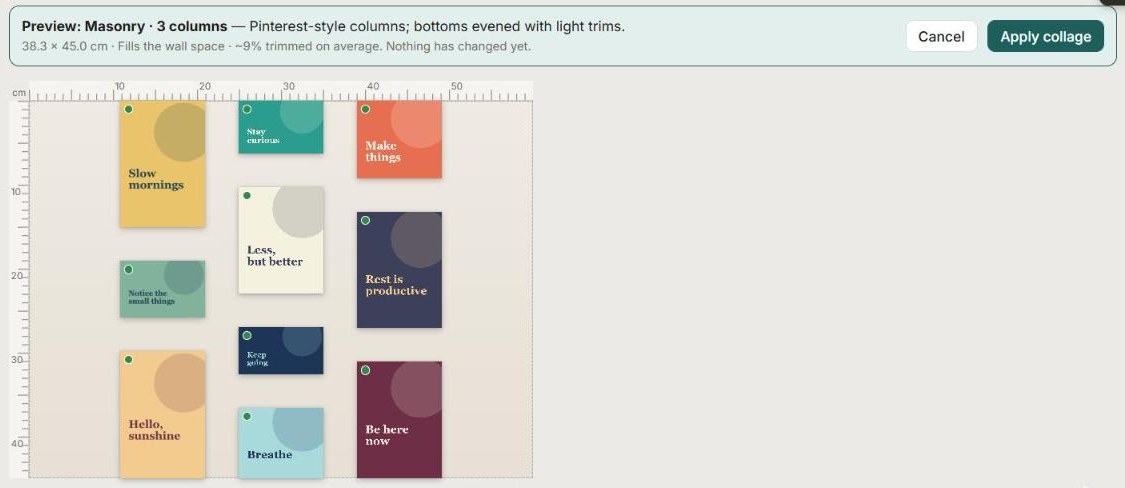 Preview: Masonry · 3 columns — Pinterest-style columns; bottoms evened with light trims.
38.3 × 45.0 cm · Fills the wall space · ~9% trimmed on average. Nothing has changed yet.
Cancel
Apply collage
cm
10
20
30
40
50
10
20
30
40
Slow
mornings
Stay
curious
Make
things
Less,
but better
Rest is
productive
Notice the
small things
Keep
going
Hello,
sunshine
Breathe
Be here
now